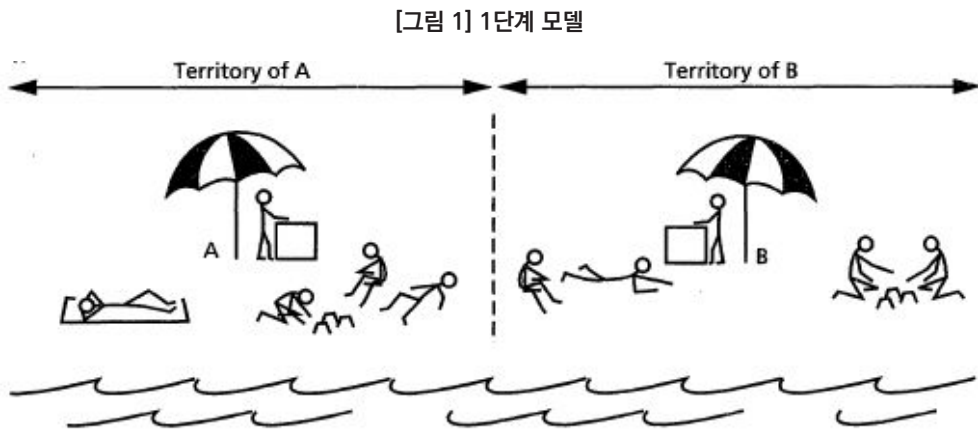 [그림 1] 1단계 모델
Territory of A
Territory of B
A
B